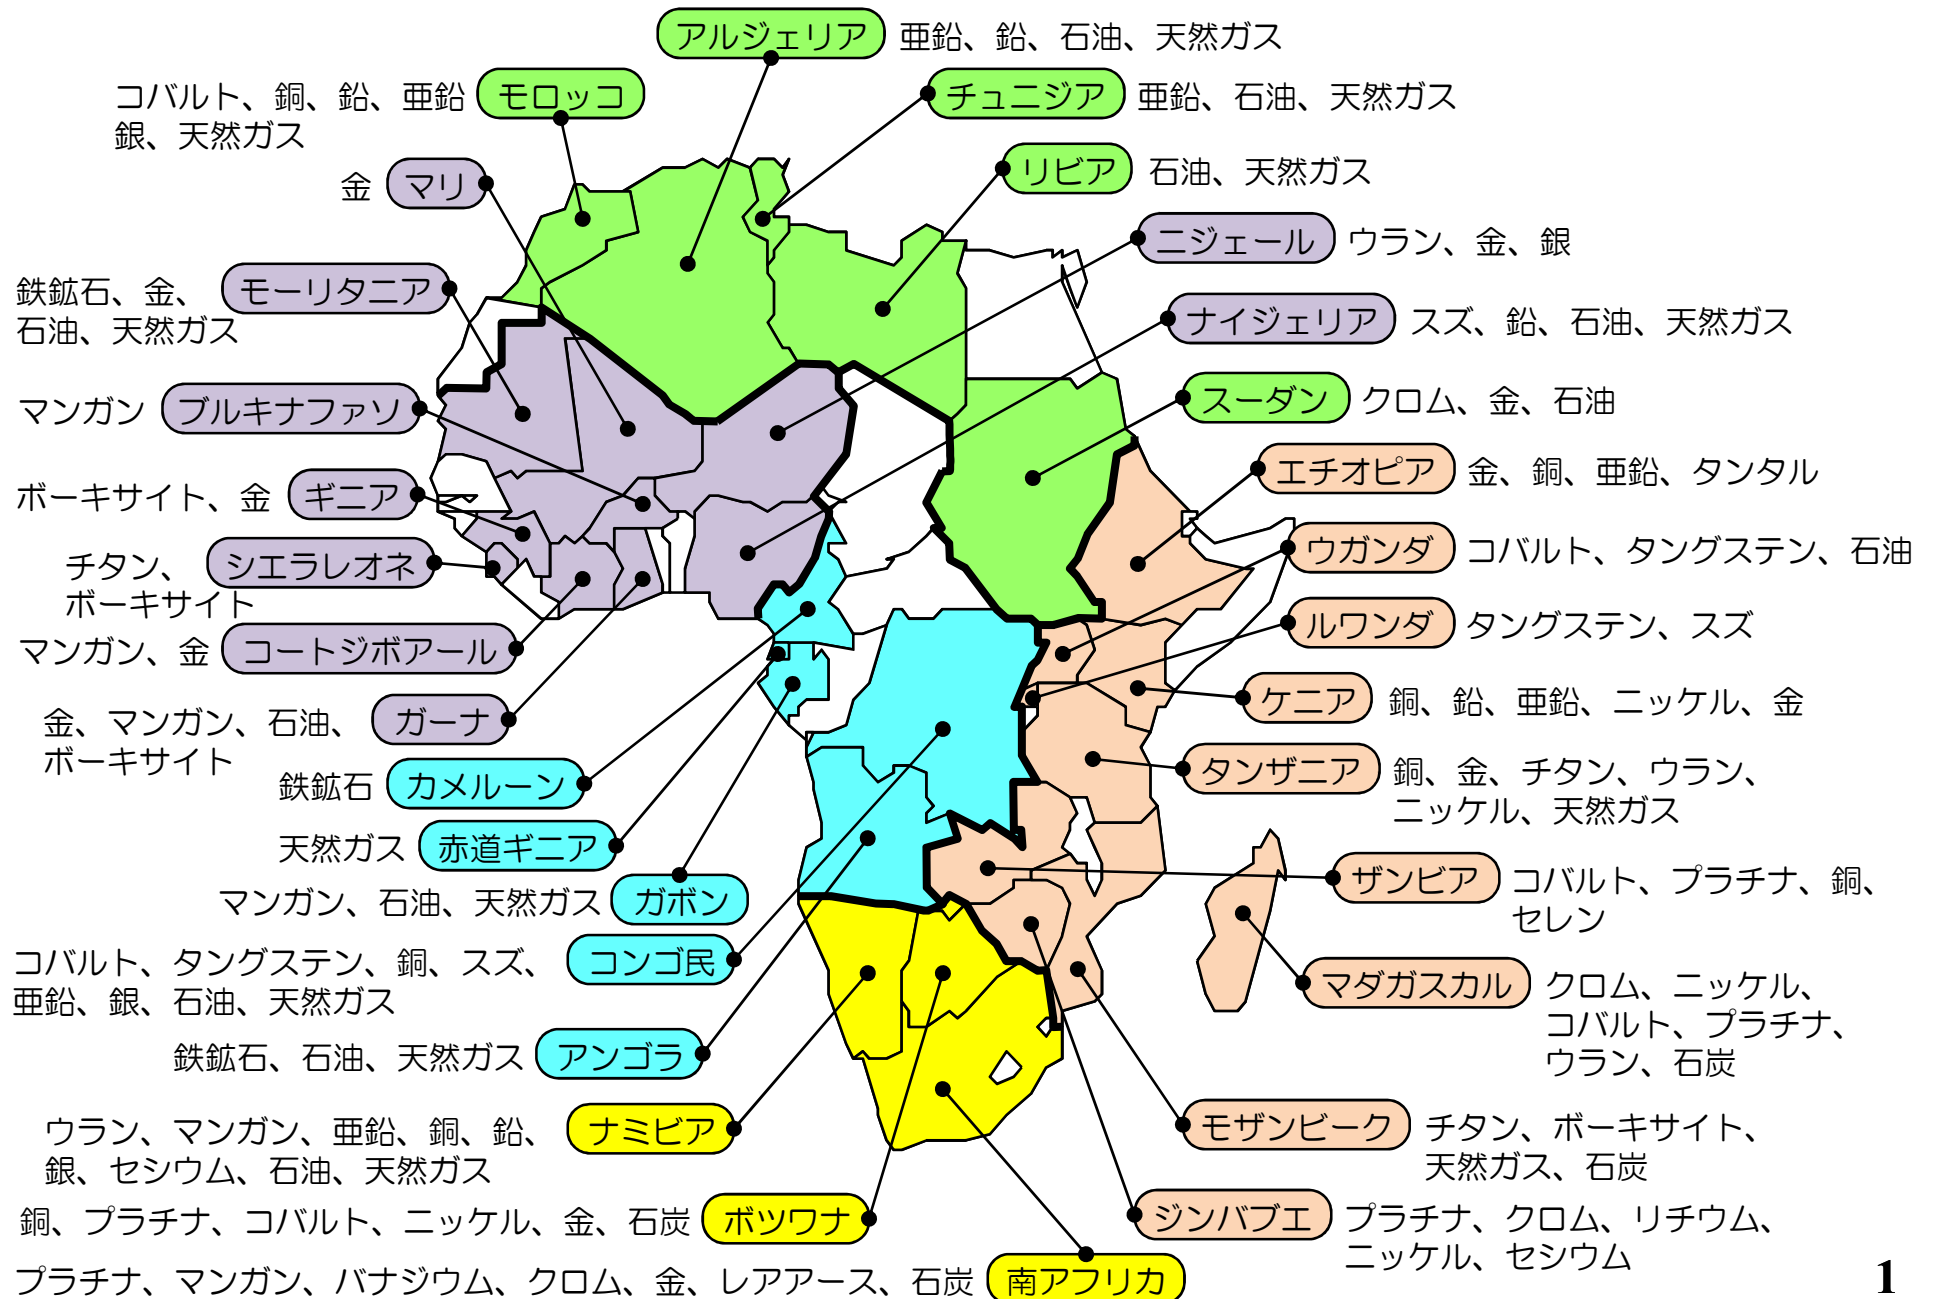 アルジェリア 亜鉛、鉛、石油、天然ガス
コバルト、銅、鉛、亜鉛 モロッコ
銀、天然ガス
チュニジア 亜鉛、石油、天然ガス
金 マリ
リビア 石油、天然ガス
ニジェール ウラン、金、銀
鉄鉱石、金、 モーリタニア
石油、天然ガス
ナイジェリア スズ、鉛、石油、天然ガス
マンガン ブルキナファソ
スーダン クロム、金、石油
エチオピア 金、銅、亜鉛、タンタル
ボーキサイト、金 ギニア
ウガンダ コバルト、タングステン、石油
チタン、 シエラレオネ
ボーキサイト
ルワンダ タングステン、スズ
マンガン、金 コートジボアール
ケニア 銅、鉛、亜鉛、ニッケル、金
金、マンガン、石油、 ガーナ
ボーキサイト
タンザニア 銅、金、チタン、ウラン、
ニッケル、天然ガス
鉄鉱石 カメルーン
天然ガス 赤道ギニア
ザンビア コバルト、プラチナ、銅、
セレン
マンガン、石油、天然ガス ガボン
コバルト、タングステン、銅、スズ、 コンゴ民
亜鉛、銀、石油、天然ガス
マダガスカル クロム、ニッケル、
コバルト、プラチナ、
ウラン、石炭
鉄鉱石、石油、天然ガス アンゴラ
ウラン、マンガン、亜鉛、銅、鉛、 ナミビア
銀、セシウム、石油、天然ガス
モザンビーク チタン、ボーキサイト、
天然ガス、石炭
銅、プラチナ、コバルト、ニッケル、金、石炭 ボツワナ
ジンバブエ プラチナ、クロム、リチウム、
ニッケル、セシウム
プラチナ、マンガン、バナジウム、クロム、金、レアアース、石炭 南アフリカ
1